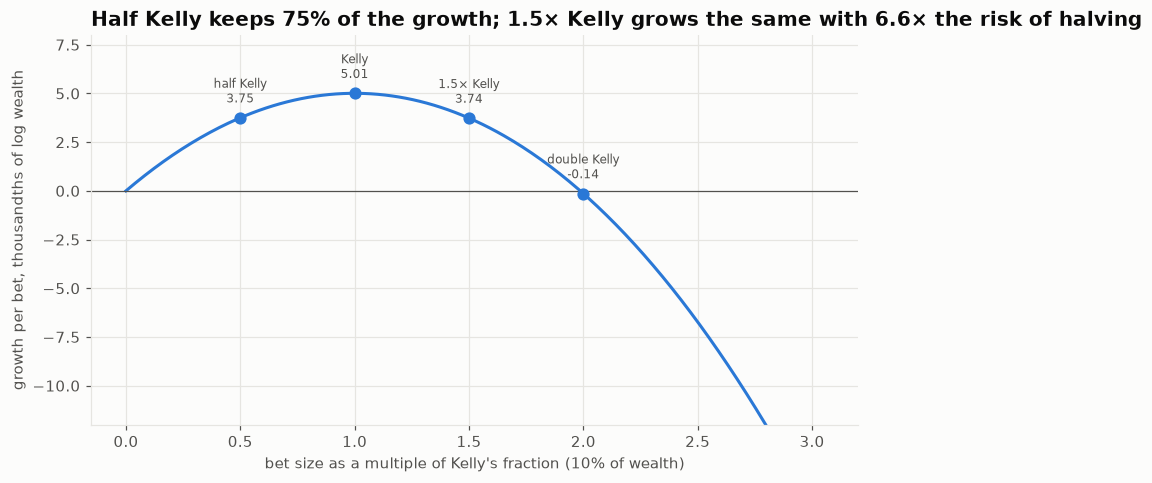 Half Kelly keeps 75% of the growth; 1.5× Kelly grows the same with 6.6× the risk of halving
growth per bet, thousandths of log wealth
7.5
5.0
2.5
0.0
−2.5
−5.0
−7.5
−10.0
half Kelly
3.75
Kelly
5.01
1.5× Kelly
3.74
double Kelly
-0.14
0.0
0.5
1.0
1.5
2.0
2.5
3.0
bet size as a multiple of Kelly's fraction (10% of wealth)